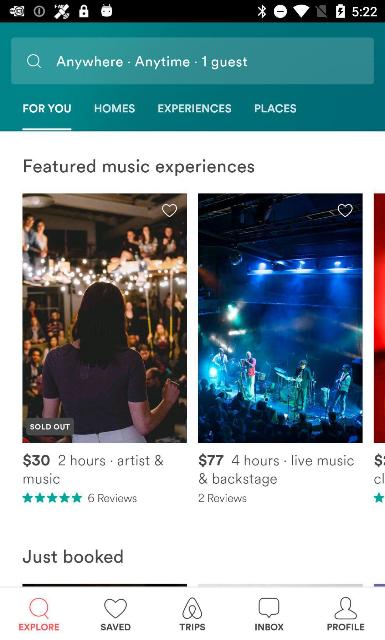 5:22
Anywhere · Anytime · 1 guest
FOR YOU HOMES EXPERIENCES PLACES
Featured music experiences
SOLD OUT
$30 2 hours · artist &
music
6 Reviews
$77 4 hours · live music
& backstage
2 Reviews
Just booked
EXPLORE SAVED TRIPS INBOX PROFILE